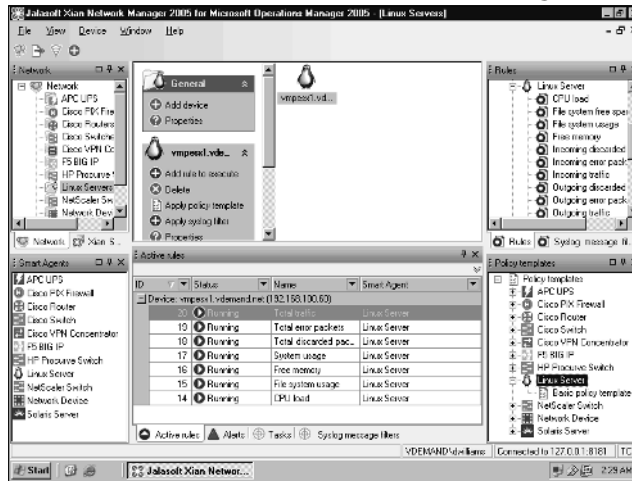 Jalasoft Xian Network Manager 2005 for Microsoft Operations Manager 2005 - [Linux Servers]
File View Device Window Help
Network
Network
APC UPS
Cisco PIX Fire
Cisco Routers
Cisco Switche
Cisco VPN Co
F5 BIG IP
HP Procurve
Linux Servers
NetScaler Sw
Network Dev
Network Xian S...
General
Add device
Properties
vmpesx1.vde...
Add rule to execute
Delete
Apply policy template
Apply syslog filter
Properties
vmpesx1.vd...
Rules
Linux Server
CPU load
File system free spa
File system usage
Free memory
Incoming discarded
Incoming error pack
Incoming traffic
Outgoing discarded
Outgoing error pack
Outgoing traffic
Rules Syslog message fil...
Smart Agents
APC UPS
Cisco PIX Firewall
Cisco Router
Cisco Switch
Cisco VPN Concentrator
F5 BIG IP
HP Procurve Switch
Linux Server
NetScaler Switch
Network Device
Solaris Server
Active rules
ID Status Name Smart Agent
Device: vmpesx1.vdemand.net (192.168.100.60)
20 Running Total traffic Linux Server
19 Running Total error packets Linux Server
18 Running Total discarded pac... Linux Server
17 Running System usage Linux Server
16 Running Free memory Linux Server
15 Running File system usage Linux Server
14 Running CPU load Linux Server
Active rules Alerts Tasks Syslog message filters
Policy templates
Policy templates
APC UPS
Cisco PIX Firewall
Cisco Router
Cisco Switch
Cisco VPN Concentrator
F5 BIG IP
HP Procurve Switch
Linux Server
Basic policy template
NetScaler Switch
Network Device
Solaris Server
VDEMAND\dwilliams Connected to 127.0.0.1:8181 TC
Start Jalasoft Xian Networ... 2:29 AM